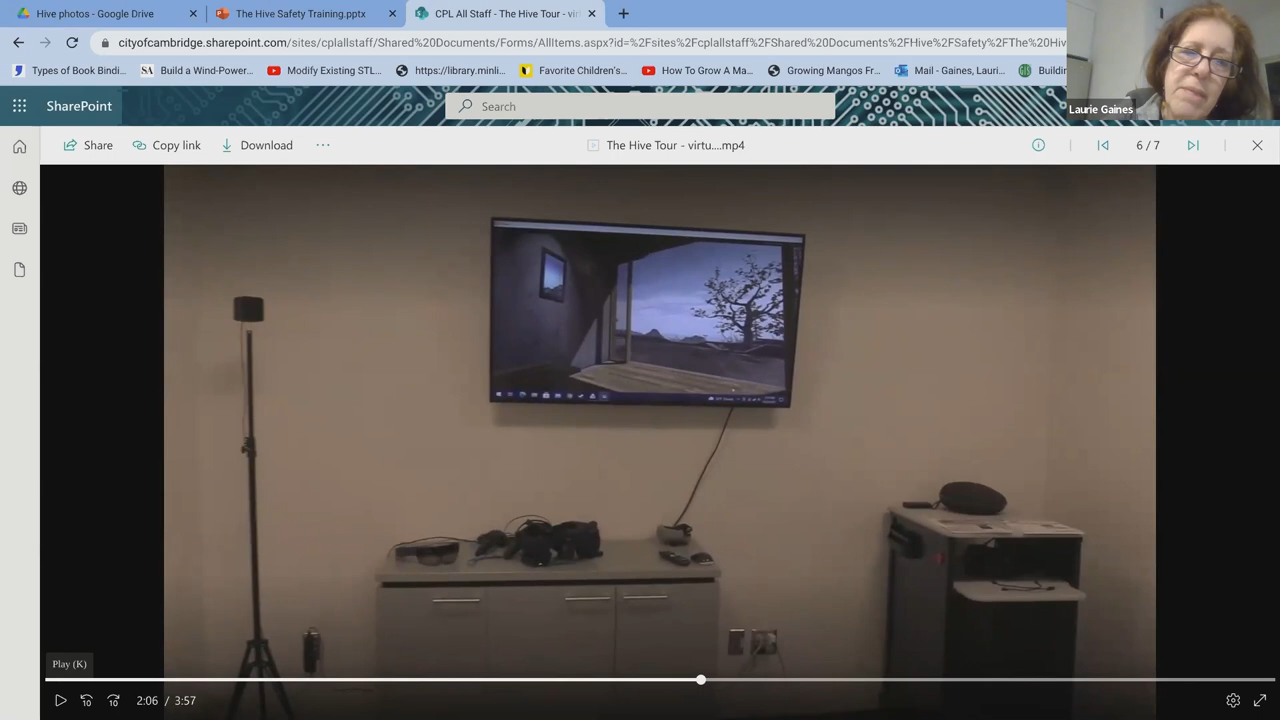 Hive photos - Google Drive
The Hive Safety Training.pptx
CPL All Staff - The Hive Tour - virt
cityofcambridge.sharepoint.com/sites/cplallstaff/Shared%20Documents/Forms/AllItems.aspx?id=%2Fsites%2Fcplallstaff%2FShared%20Documents%2FHive%2FSafety%2FThe%20Hiv
Types of Book Bindi...
SA Build a Wind-Power...
Modify Existing STL...
https://library.minli...
Favorite Children's...
How To Grow A Ma...
Growing Mangos Fr...
Mail - Gaines, Lauri...
Buildin
Laurie Gaines
SharePoint
Search
Share
Copy link
Download
The Hive Tour - virtu....mp4
6 / 7
Play (K)
10
10
2:06 / 3:57